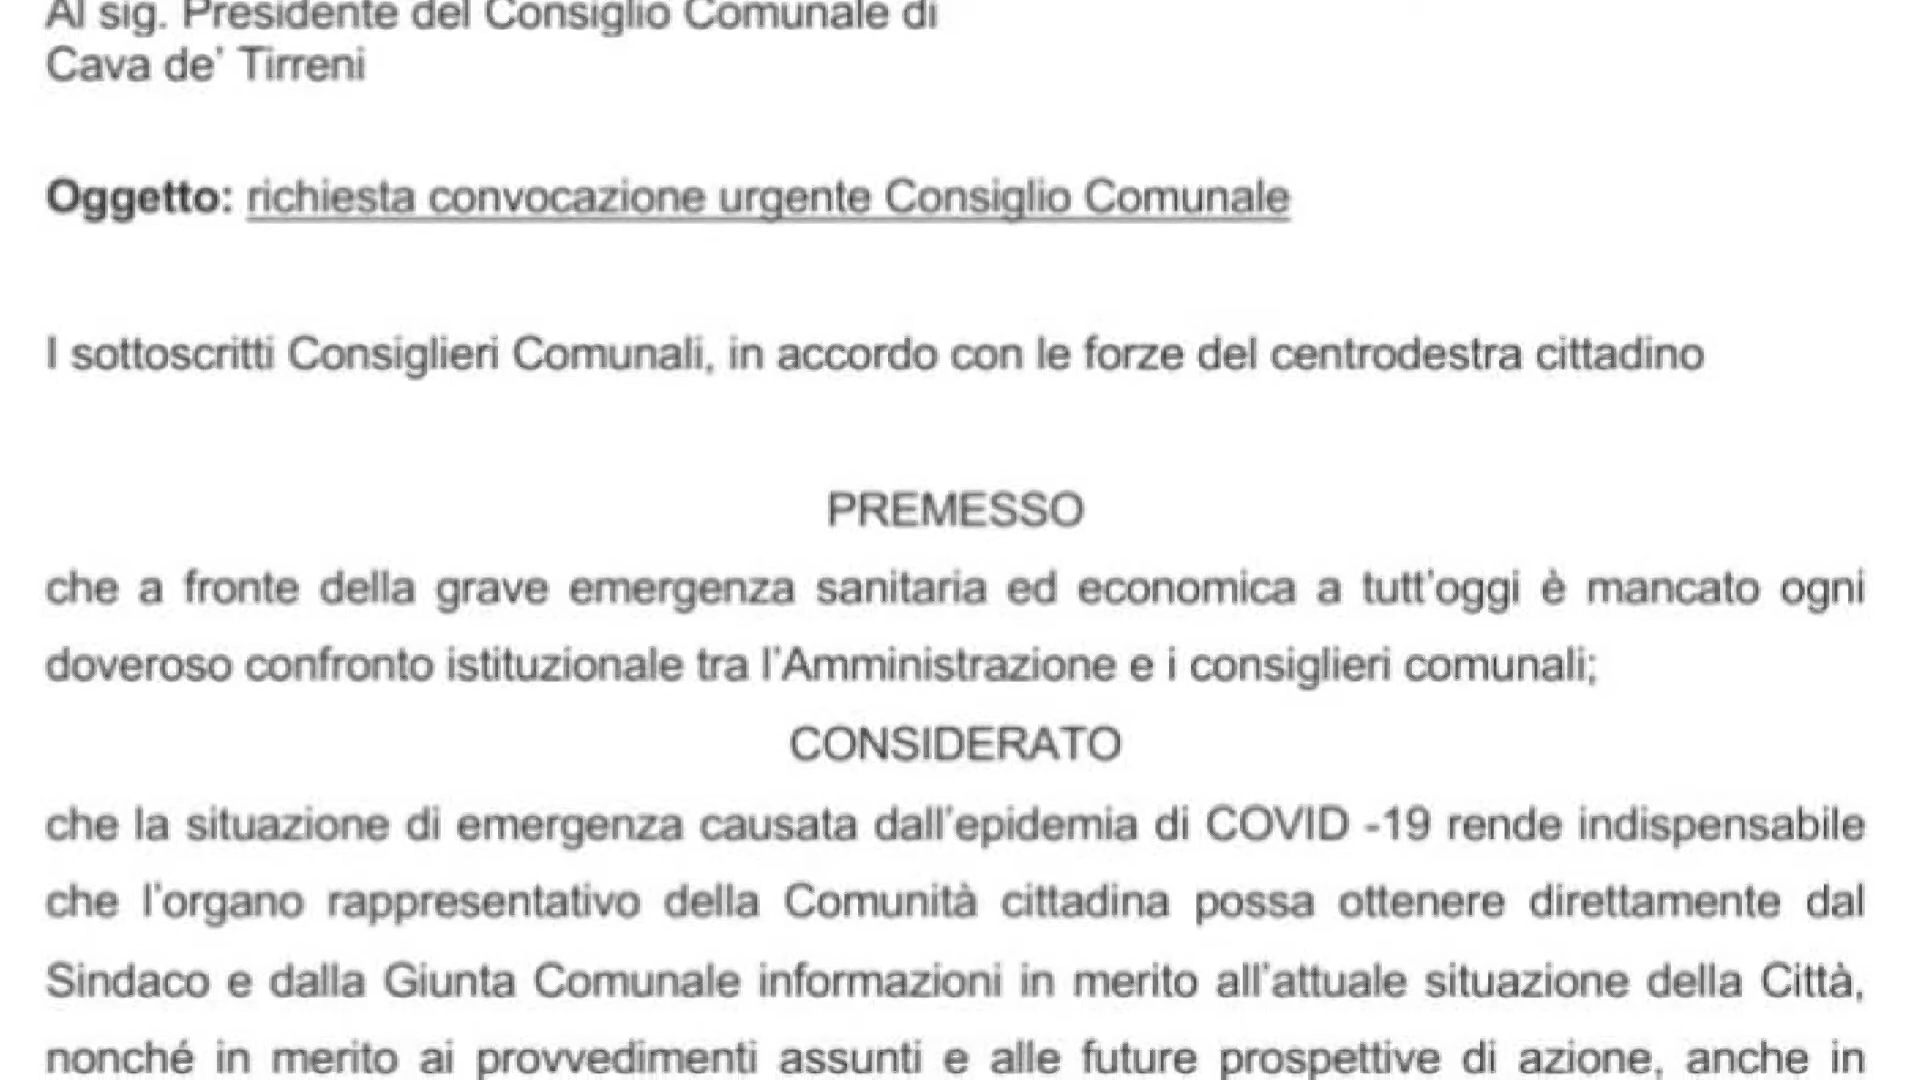 Al sig. Presidente del Consiglio Comunale di
Cava de' Tirreni
Oggetto: richiesta convocazione urgente Consiglio Comunale
I sottoscritti Consiglieri Comunali, in accordo con le forze del centrodestra cittadino
PREMESSO
che a fronte della grave emergenza sanitaria ed economica a tutt'oggi è mancato ogni
doveroso confronto istituzionale tra l'Amministrazione e i consiglieri comunali;
CONSIDERATO
che la situazione di emergenza causata dall'epidemia di COVID -19 rende indispensabile
che l'organo rappresentativo della Comunità cittadina possa ottenere direttamente dal
Sindaco e dalla Giunta Comunale informazioni in merito all'attuale situazione della Città,
nonché in merito ai provvedimenti assunti e alle future prospettive di azione, anche in